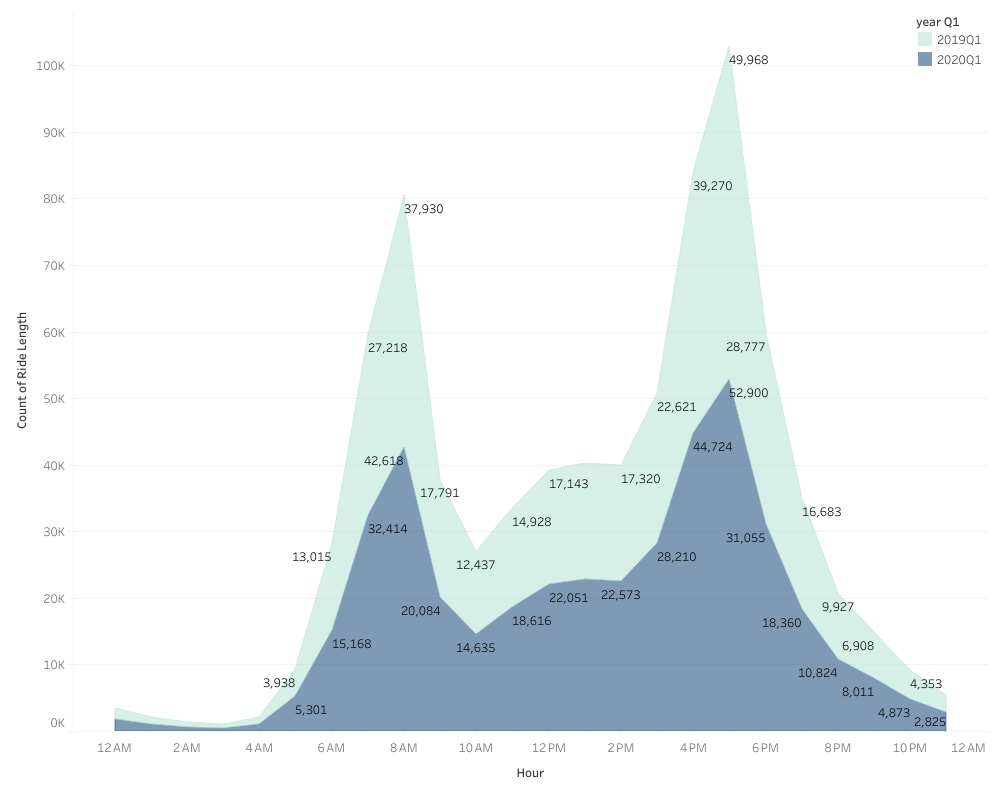 year Q1
2019Q1
2020Q1
100K
90K
80K
70K
60K
50K
40K
30K
20K
10K
0K
Count of Ride Length
49,968
39,270
37,930
27,218
28,777
52,900
22,621
44,724
42,618
17,791
17,143
17,320
16,683
14,928
32,414
31,055
13,015
12,437
28,210
20,084
22,051
22,573
9,927
18,616
18,360
15,168
14,635
6,908
10,824
3,938
4,353
8,011
5,301
4,873
2,825
12 AM
2 AM
4 AM
6 AM
8 AM
10 AM
12 PM
2 PM
4 PM
6 PM
8 PM
10 PM
12 AM
Hour